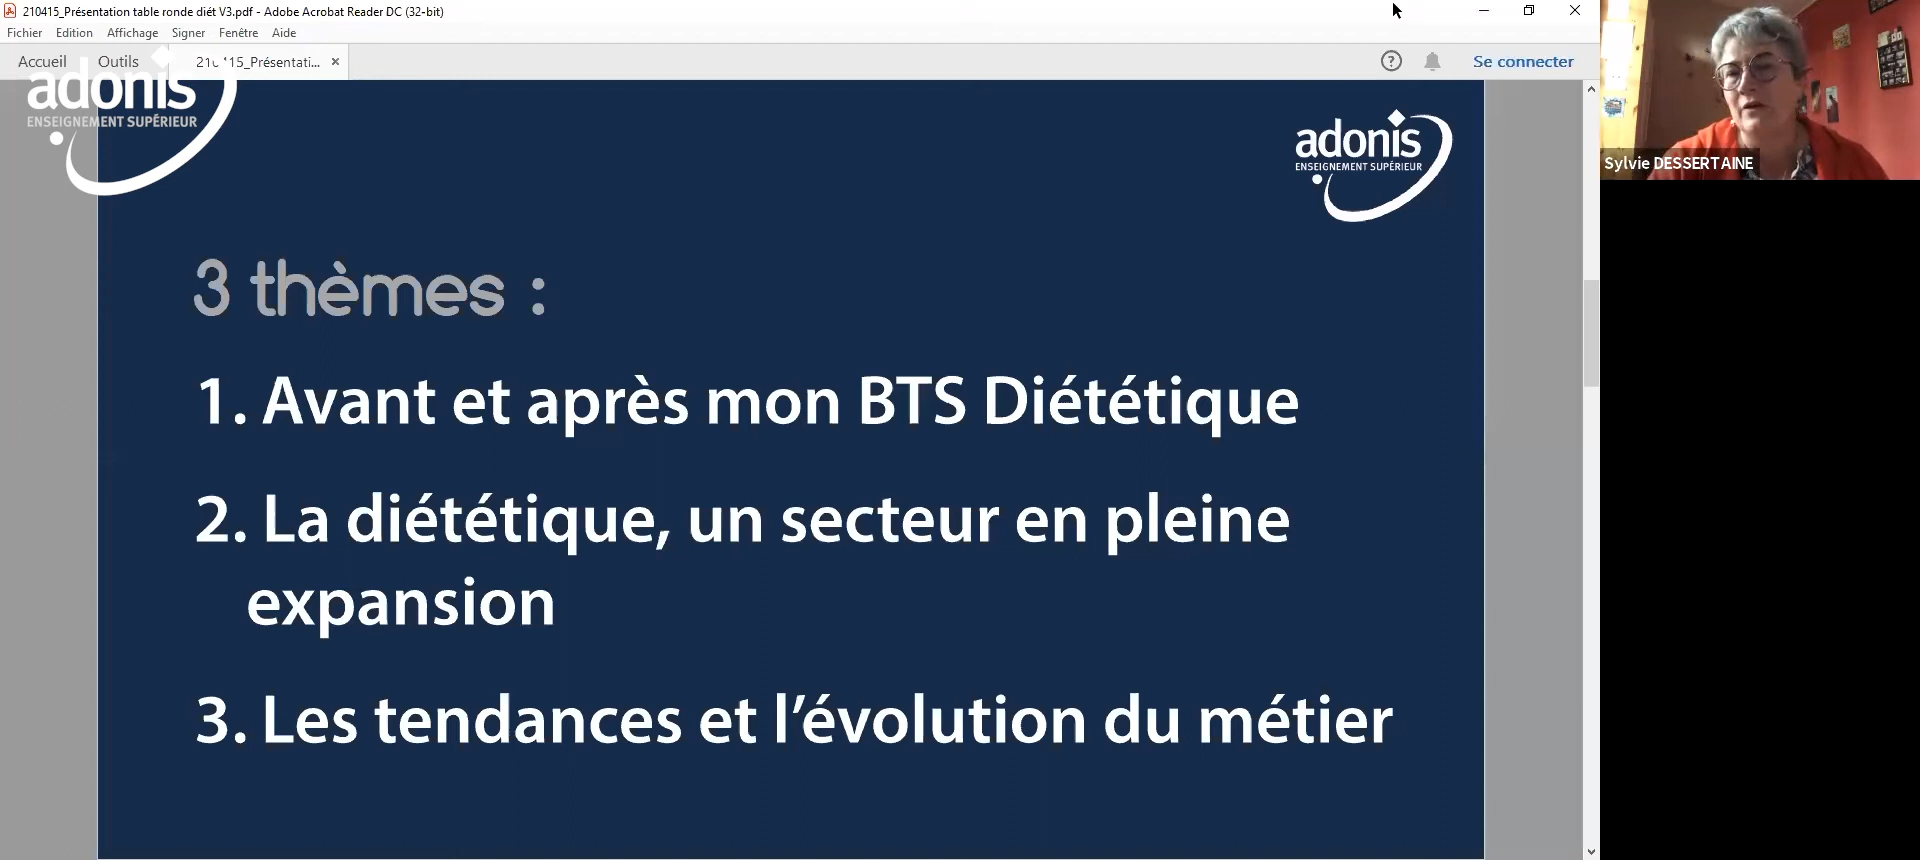 210415_Présentation table ronde diét V3.pdf - Adobe Acrobat Reader DC (32-bit)
Fichier Edition Affichage Signer Fenêtre Aide
Accueil Outils 210415_Présentati... × ? Se connecter
adonis
ENSEIGNEMENT SUPÉRIEUR
adonis
ENSEIGNEMENT SUPÉRIEUR
Sylvie DESSERTAINE
3 thèmes :
1. Avant et après mon BTS Diététique
2. La diététique, un secteur en pleine
expansion
3. Les tendances et l’évolution du métier